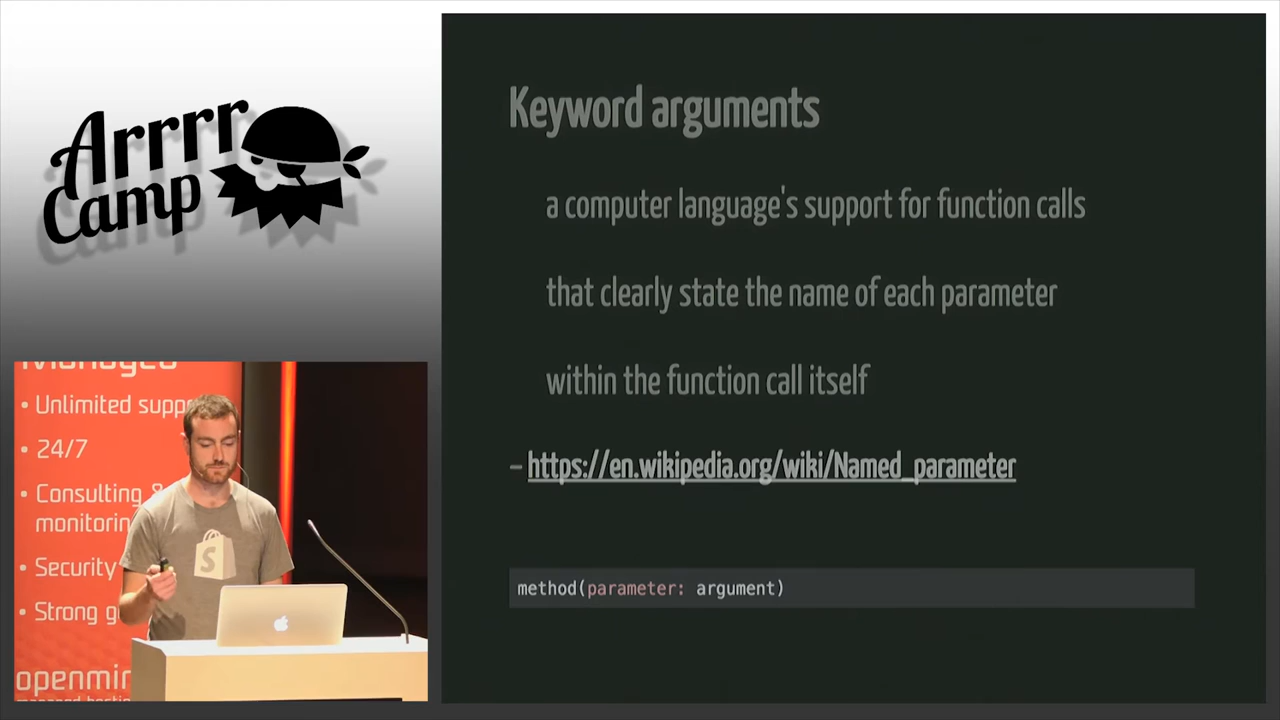 Arrrr
Camp
Keyword arguments
a computer language's support for function calls
that clearly state the name of each parameter
within the function call itself
– https://en.wikipedia.org/wiki/Named_parameter
method(parameter: argument)
Managed
• Unlimited supp
• 24/7
• Consulting &
monitorin
• Security
• Strong g
openmin
S